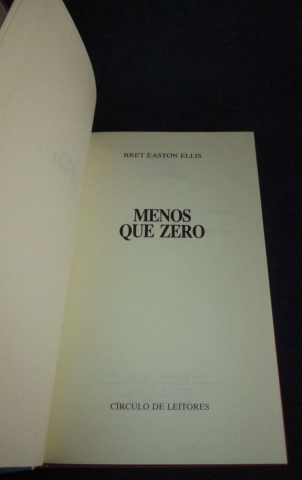 BRET EASTON ELLIS
MENOS
QUE ZERO
CÍRCULO DE LEITORES